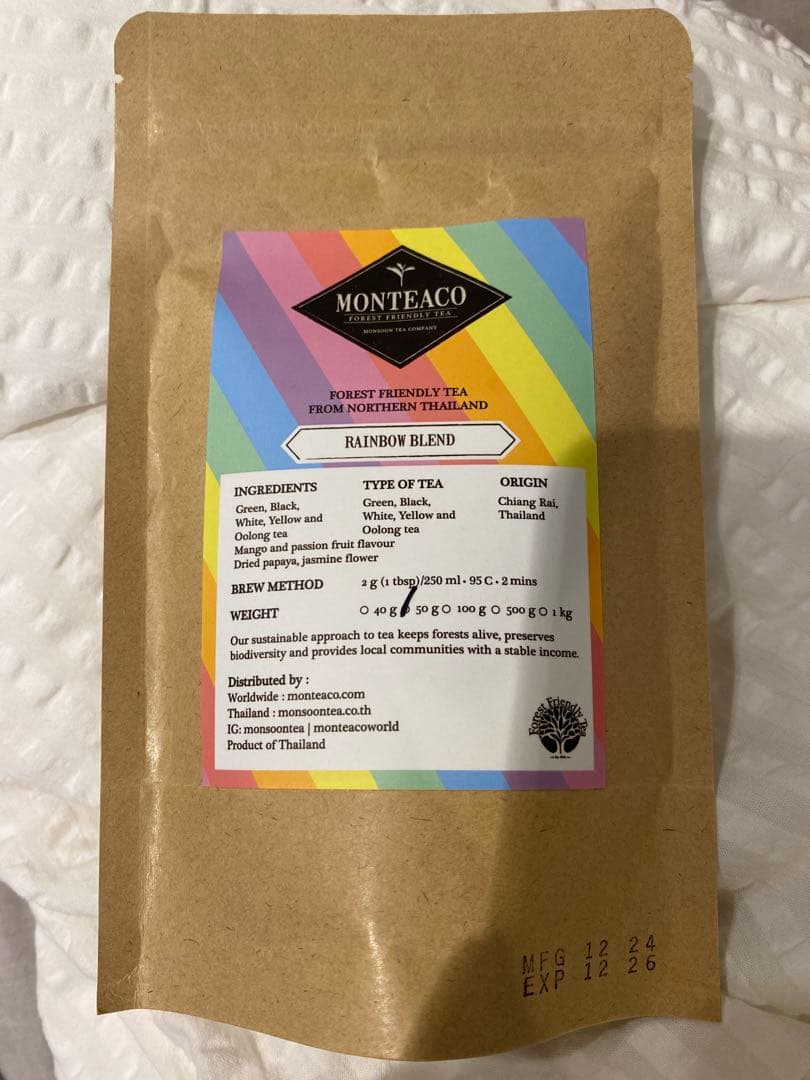 MONTEACO
FOREST FRIENDLY TEA
MONSOON TEA COMPANY
FOREST FRIENDLY TEA
FROM NORTHERN THAILAND
RAINBOW BLEND
INGREDIENTS
Green, Black,
White, Yellow and
Oolong tea
Mango and passion fruit flavour
Dried papaya, jasmine flower
TYPE OF TEA
Green, Black,
White, Yellow and
Oolong tea
ORIGIN
Chiang Rai,
Thailand
BREW METHOD 2 g (1 tbsp)/250 ml • 95 C • 2 mins
WEIGHT O 40 g O 50 g O 100 g O 500 g O 1 kg
Our sustainable approach to tea keeps forests alive, preserves
biodiversity and provides local communities with a stable income.
Distributed by :
Worldwide : monteaco.com
Thailand : monsoontea.co.th
IG: monsoontea | monteacoworld
Product of Thailand
Forest Friendly Tea
MFG 12 24
EXP 12 26